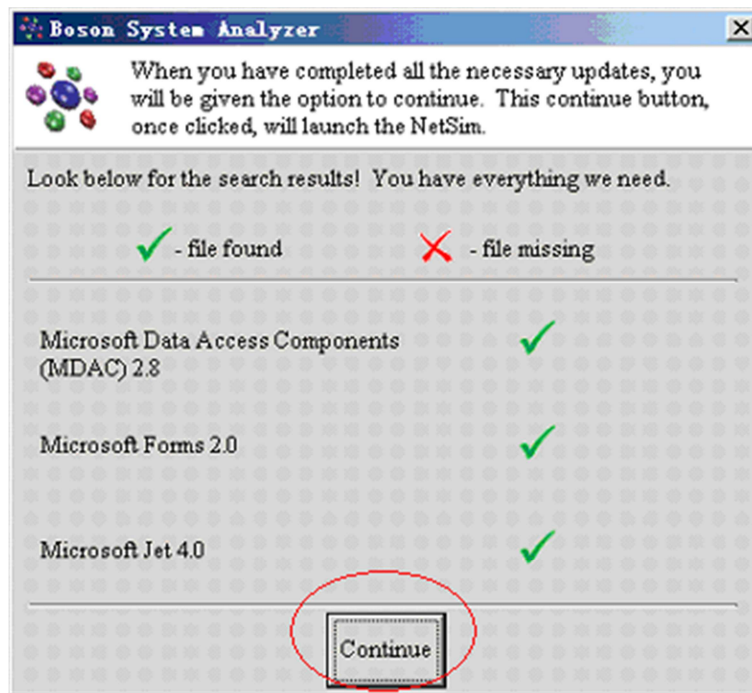 Boson System Analyzer
When you have completed all the necessary updates, you
will be given the option to continue. This continue button,
once clicked, will launch the NetSim.
Look below for the search results! You have everything we need.
- file found
- file missing
Microsoft Data Access Components
(MDAC) 2.8
Microsoft Forms 2.0
Microsoft Jet 4.0
Continue